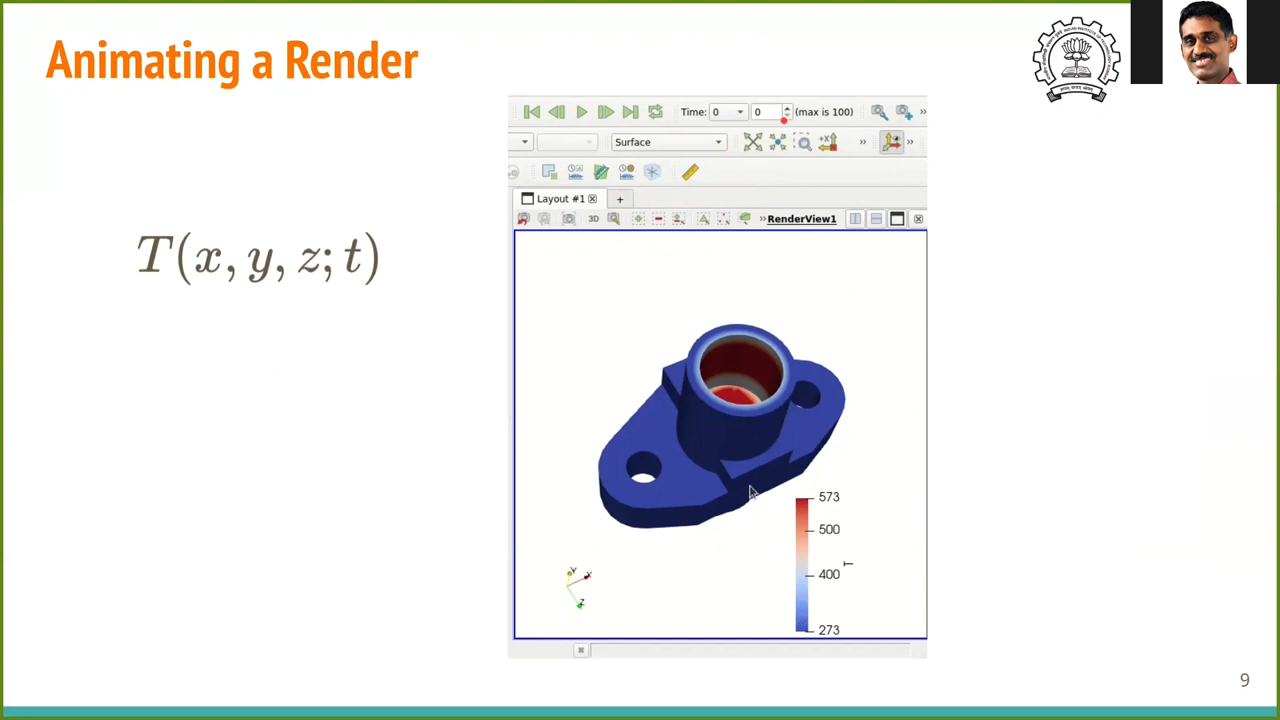 Animating a Render
T(x, y, z; t)
Time: 0 0 (max is 100)
Surface
+X
Layout #1
+
3D
RenderView1
573
500
400
273
T
Y
X
Z
9